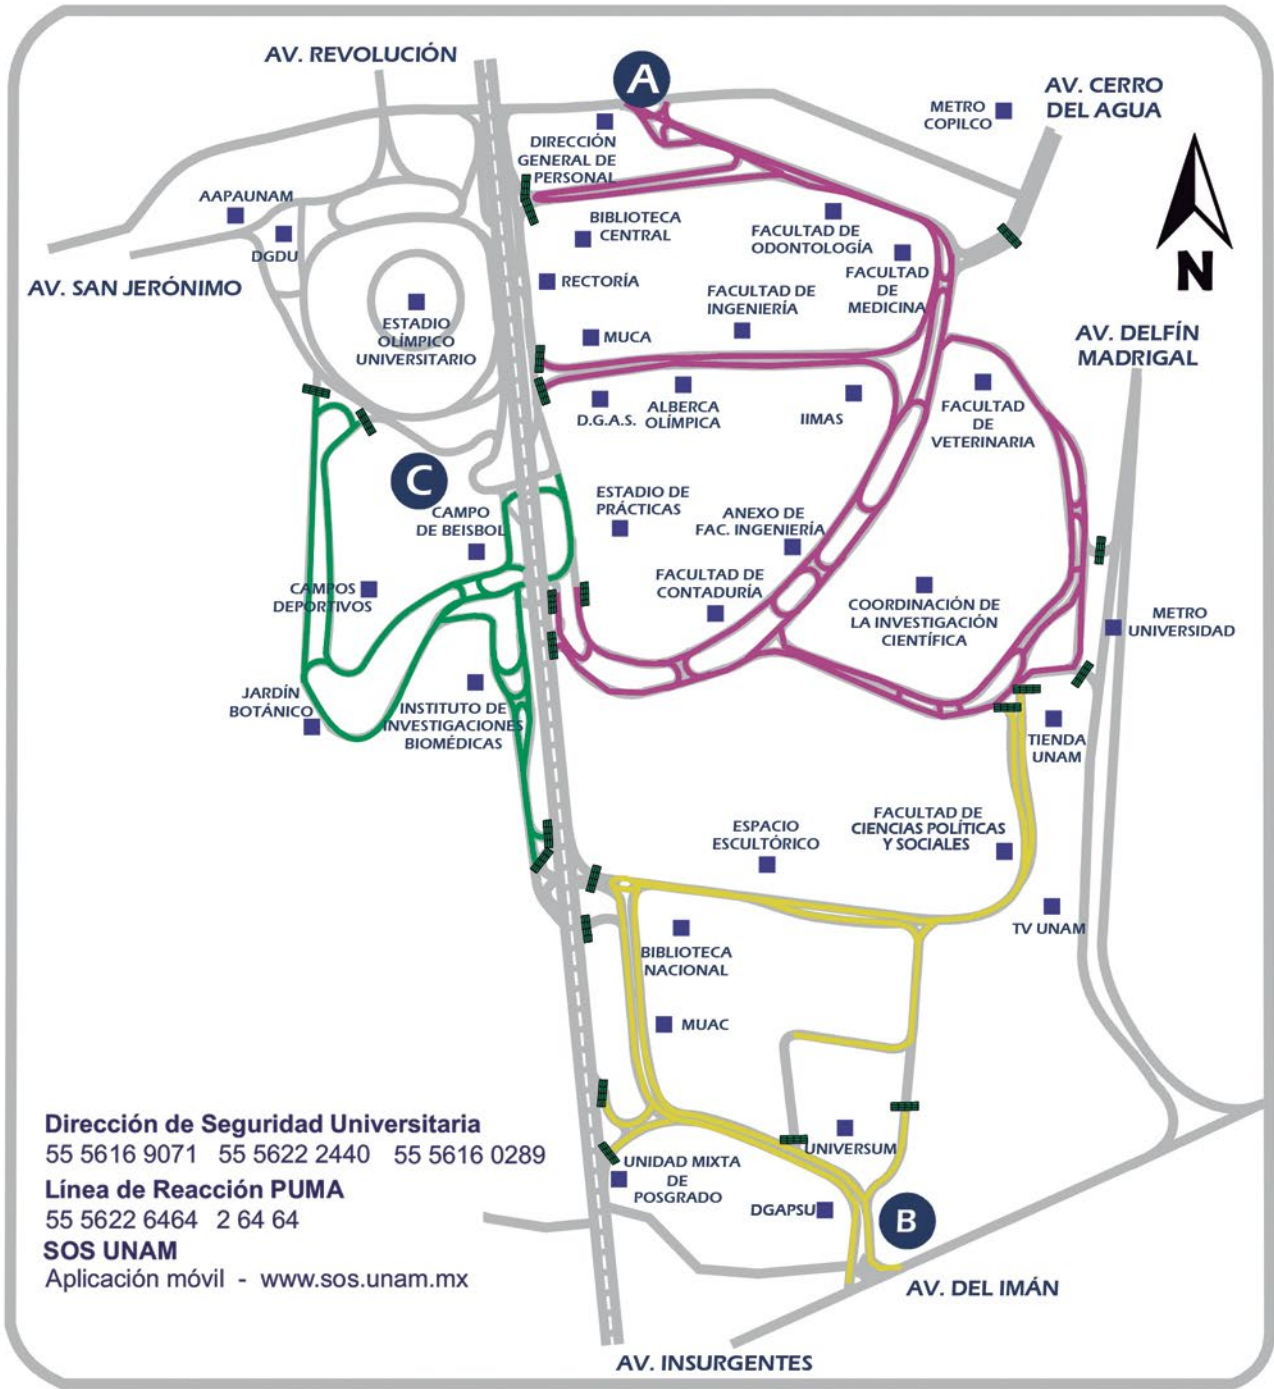 AV. REVOLUCIÓN
A
AV. CERRO
DEL AGUA
METRO
COPILCO
DIRECCIÓN
GENERAL DE
PERSONAL
AAPAUNAM
DGDU
BIBLIOTECA
CENTRAL
FACULTAD DE
ODONTOLOGÍA
FACULTAD
DE
MEDICINA
N
AV. SAN JERÓNIMO
RECTORÍA
FACULTAD DE
INGENIERÍA
ESTADIO
OLÍMPICO
UNIVERSITARIO
MUCA
AV. DELFÍN
MADRIGAL
D.G.A.S.
ALBERCA
OLÍMPICA
IIMAS
FACULTAD
DE
VETERINARIA
C
CAMPO
DE BEISBOL
ESTADIO DE
PRÁCTICAS
ANEXO DE
FAC. INGENIERÍA
CAMPOS
DEPORTIVOS
FACULTAD DE
CONTADURÍA
COORDINACIÓN DE
LA INVESTIGACIÓN
CIENTÍFICA
METRO
UNIVERSIDAD
JARDÍN
BOTÁNICO
INSTITUTO DE
INVESTIGACIONES
BIOMÉDICAS
TIENDA
UNAM
ESPACIO
ESCULTÓRICO
FACULTAD DE
CIENCIAS POLÍTICAS
Y SOCIALES
TV UNAM
BIBLIOTECA
NACIONAL
MUAC
UNIVERSUM
UNIDAD MIXTA
DE
POSGRADO
DGAPSU
B
AV. DEL IMÁN
AV. INSURGENTES
Dirección de Seguridad Universitaria
55 5616 9071 55 5622 2440 55 5616 0289
Línea de Reacción PUMA
55 5622 6464 2 64 64
SOS UNAM
Aplicación móvil - www.sos.unam.mx